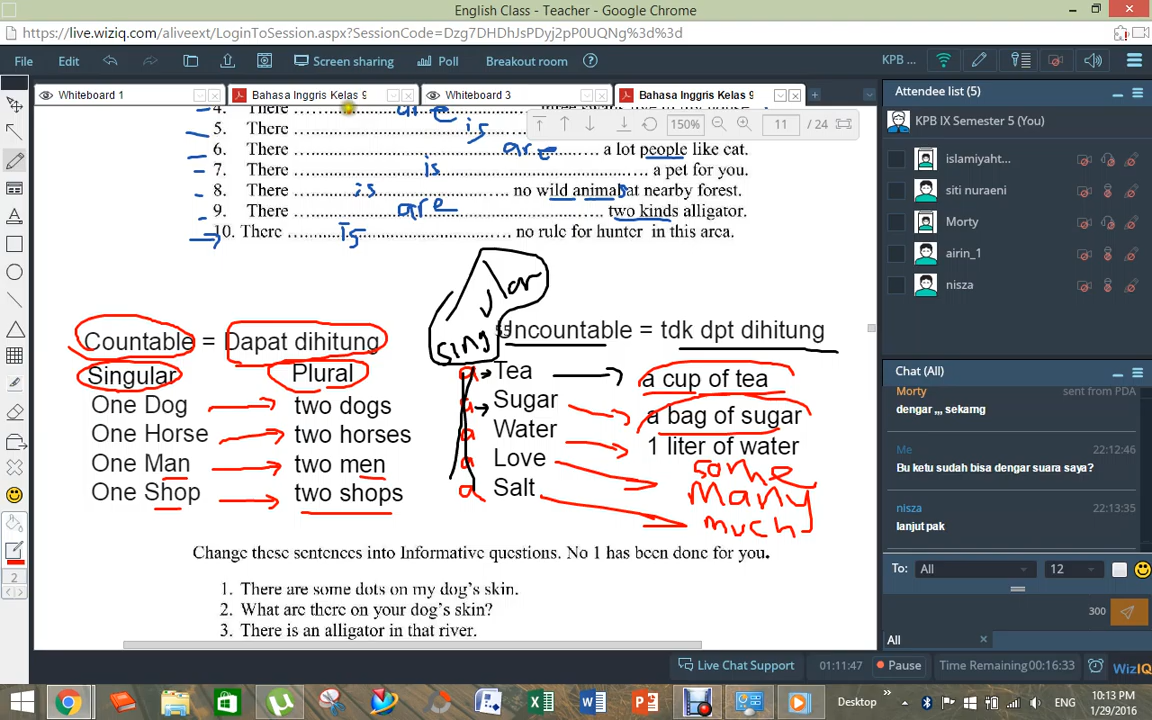 English Class - Teacher - Google Chrome
https://live.wiziq.com/aliveext/LoginToSession.aspx?SessionCode=Dzg7DHDhJsPDyj2pP0UQNg%3d%3d
File Edit Screen sharing Poll Breakout room KPB ...
Whiteboard 1 Bahasa Inggris Kelas 9 Whiteboard 3 Bahasa Inggris Kelas 9
Attendee list (5)
KPB IX Semester 5 (You)
islamiyaht...
siti nuraeni
Morty
airin_1
nisza
150% 11 / 24
4. There are three
5. There is
6. There are a lot people like cat.
7. There is a pet for you.
8. There is no wild animals at nearby forest.
9. There are two kinds alligator.
10. There is no rule for hunter in this area.
singular
Countable = Dapat dihitung
Uncountable = tdk dpt dihitung
Singular Plural
a Tea a cup of tea
One Dog two dogs
a Sugar a bag of sugar
One Horse two horses
a Water 1 liter of water
One Man two men
a Love some
many
One Shop two shops
a Salt much
Change these sentences into Informative questions. No 1 has been done for you.
1. There are some dots on my dog's skin.
2. What are there on your dog's skin?
3. There is an alligator in that river.
Chat (All)
Morty sent from PDA
dengar ,,, sekarng
Me 22:12:46
Bu ketu sudah bisa dengar suara saya?
nisza 22:13:35
lanjut pak
To: All 12
300
All
2
Live Chat Support 01:11:47 Pause Time Remaining 00:16:33 WizIQ
Desktop ENG 10:13 PM
1/29/2016